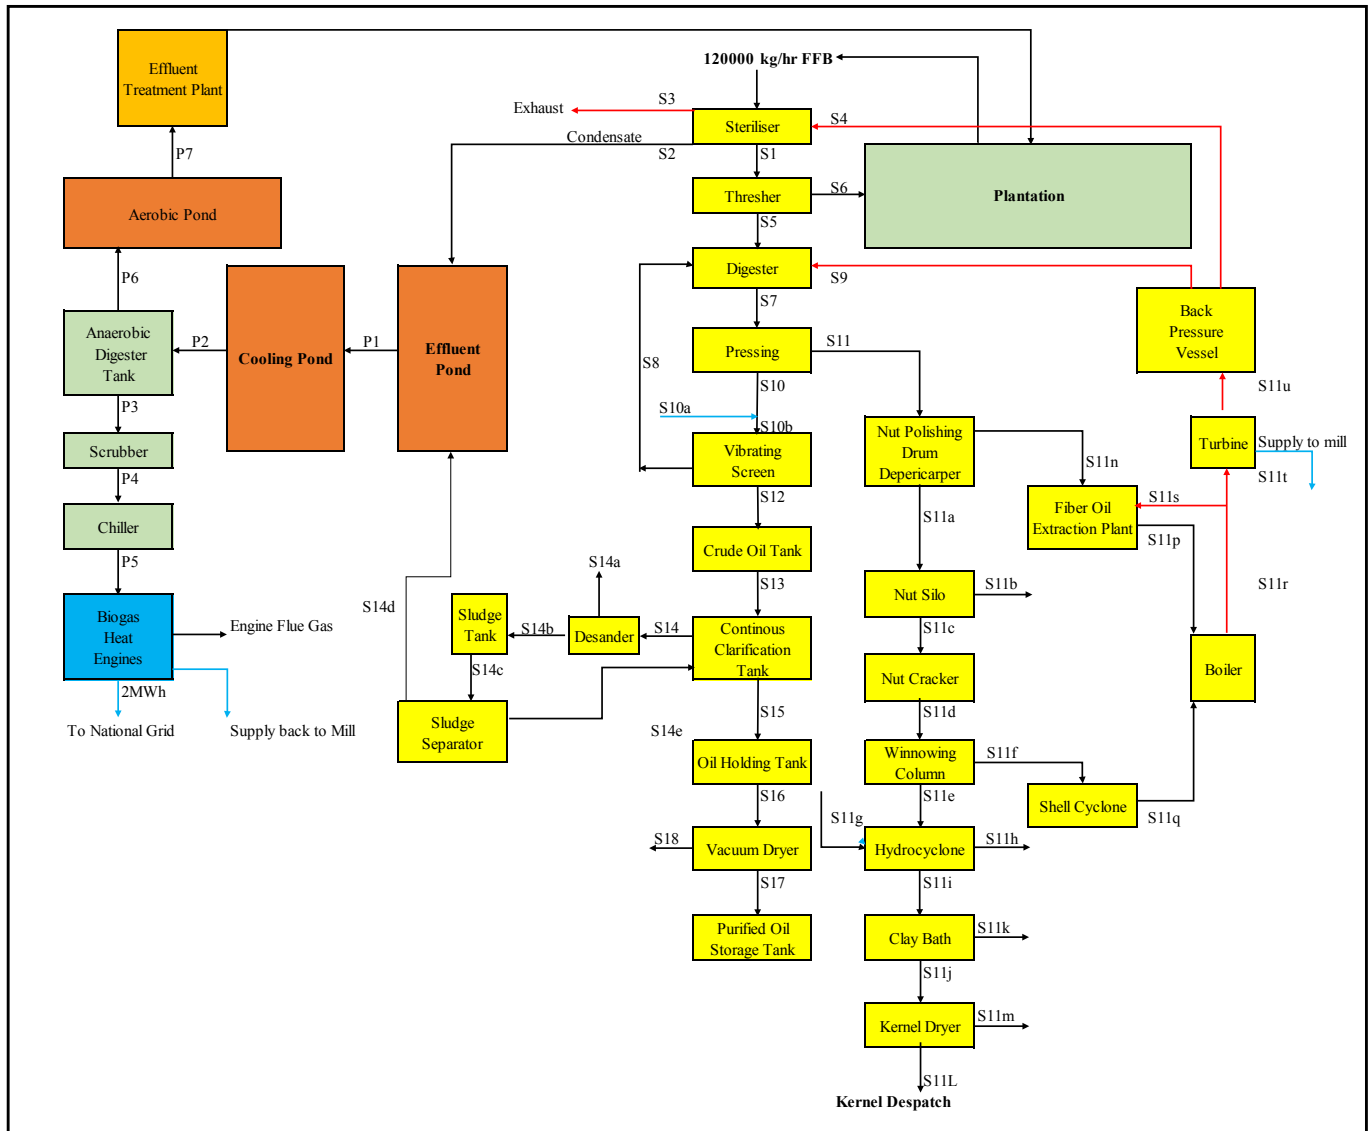 Effluent
Treatment Plant
120000 kg/hr FFB
Exhaust
S3
Steriliser
S4
Condensate
S2
S1
P7
Thresher
S6
Plantation
Aerobic Pond
S5
Digester
S9
P6
S7
Anaerobic
Digester
Tank
P2
Cooling Pond
P1
Effluent
Pond
S8
Pressing
S11
Back
Pressure
Vessel
S10
S11u
P3
S10a
S10b
Scrubber
Vibrating
Screen
Nut Polishing
Drum
Depericarper
S11n
Turbine
Supply to mill
S11t
P4
S12
S11a
S11s
Chiller
Fiber Oil
Extraction Plant
S11p
Crude Oil Tank
P5
S14a
S13
S11r
Nut Silo
S11b
Biogas
Heat
Engines
Engine Flue Gas
S14d
Sludge
Tank
S14b
Desander
S14
Continous
Clarification
Tank
S11c
Boiler
S14c
Nut Cracker
2MWh
S15
S11d
To National Grid
Supply back to Mill
Sludge
Separator
S14e
Oil Holding Tank
Winnowing
Column
S11f
S16
S11e
Shell Cyclone
S11q
S11g
S18
Vacuum Dryer
Hydrocyclone
S11h
S17
S11i
Purified Oil
Storage Tank
Clay Bath
S11k
S11j
Kernel Dryer
S11m
S11L
Kernel Despatch